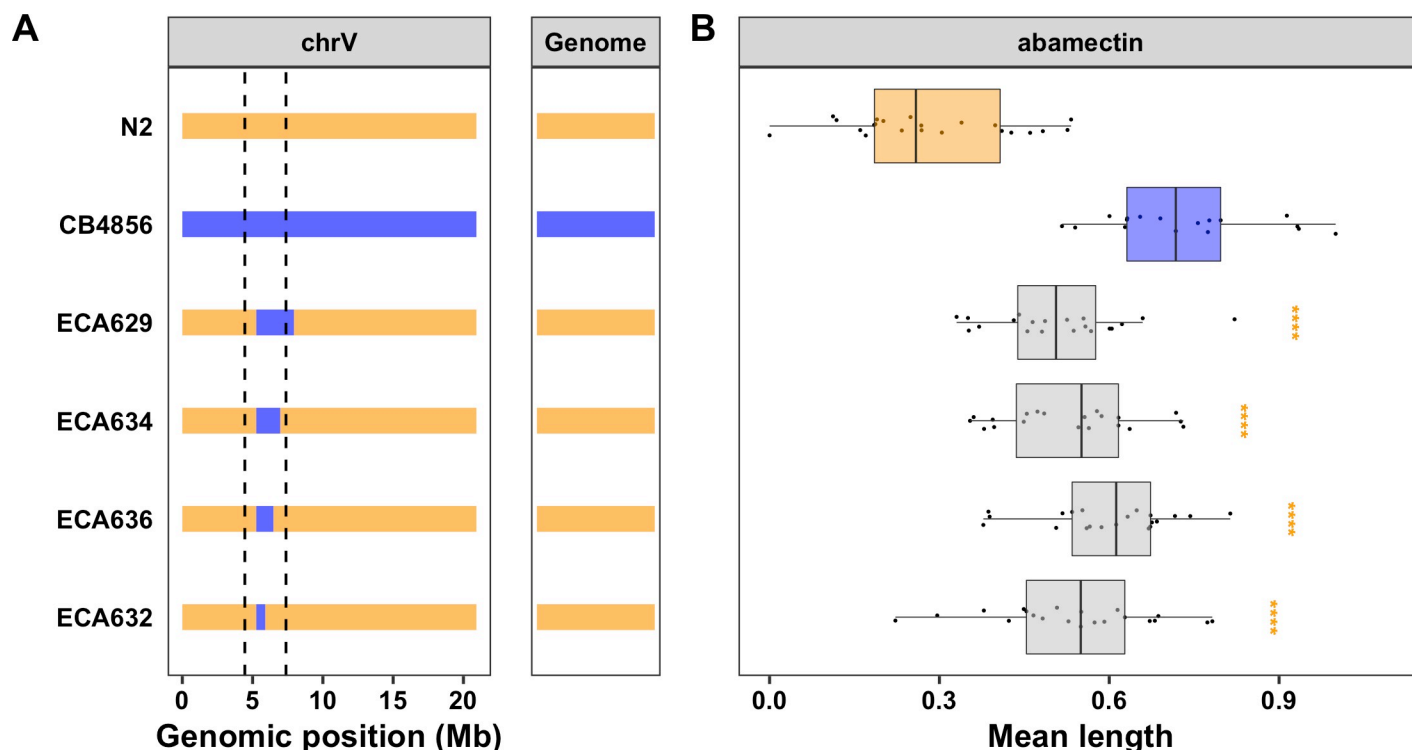 A
chrV
Genome
B
abamectin
N2
CB4856
ECA629
****
ECA634
****
ECA636
****
ECA632
****
0 5 10 15 20
0.0 0.3 0.6 0.9
Genomic position (Mb)
Mean length